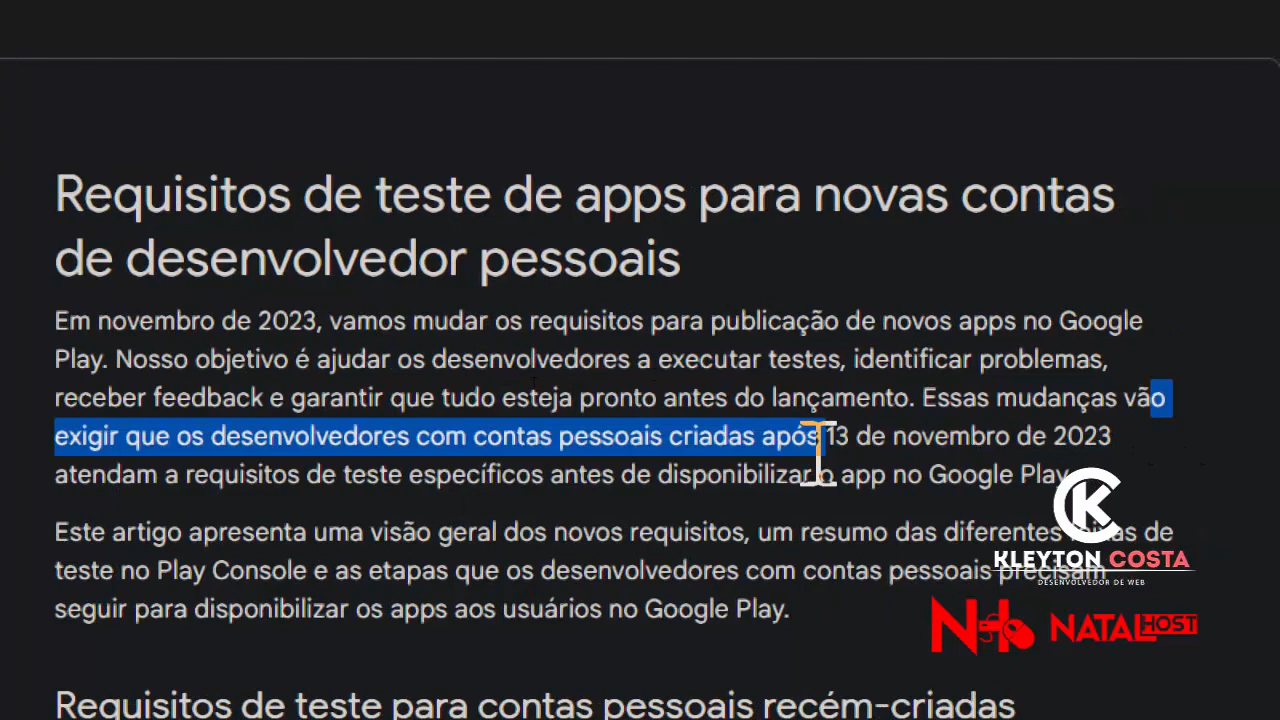 Requisitos de teste de apps para novas contas
de desenvolvedor pessoais
Em novembro de 2023, vamos mudar os requisitos para publicação de novos apps no Google
Play. Nosso objetivo é ajudar os desenvolvedores a executar testes, identificar problemas,
receber feedback e garantir que tudo esteja pronto antes do lançamento. Essas mudanças vão
exigir que os desenvolvedores com contas pessoais criadas após 13 de novembro de 2023
atendam a requisitos de teste específicos antes de disponibilizar o app no Google Play.
Este artigo apresenta uma visão geral dos novos requisitos, um resumo das diferentes faixas de
teste no Play Console e as etapas que os desenvolvedores com contas pessoais precisam
seguir para disponibilizar os apps aos usuários no Google Play.
CK
KLEYTON COSTA
DESENVOLVEDOR DE WEB
NH NATALHOST
Requisitos de teste para contas pessoais recém-criadas